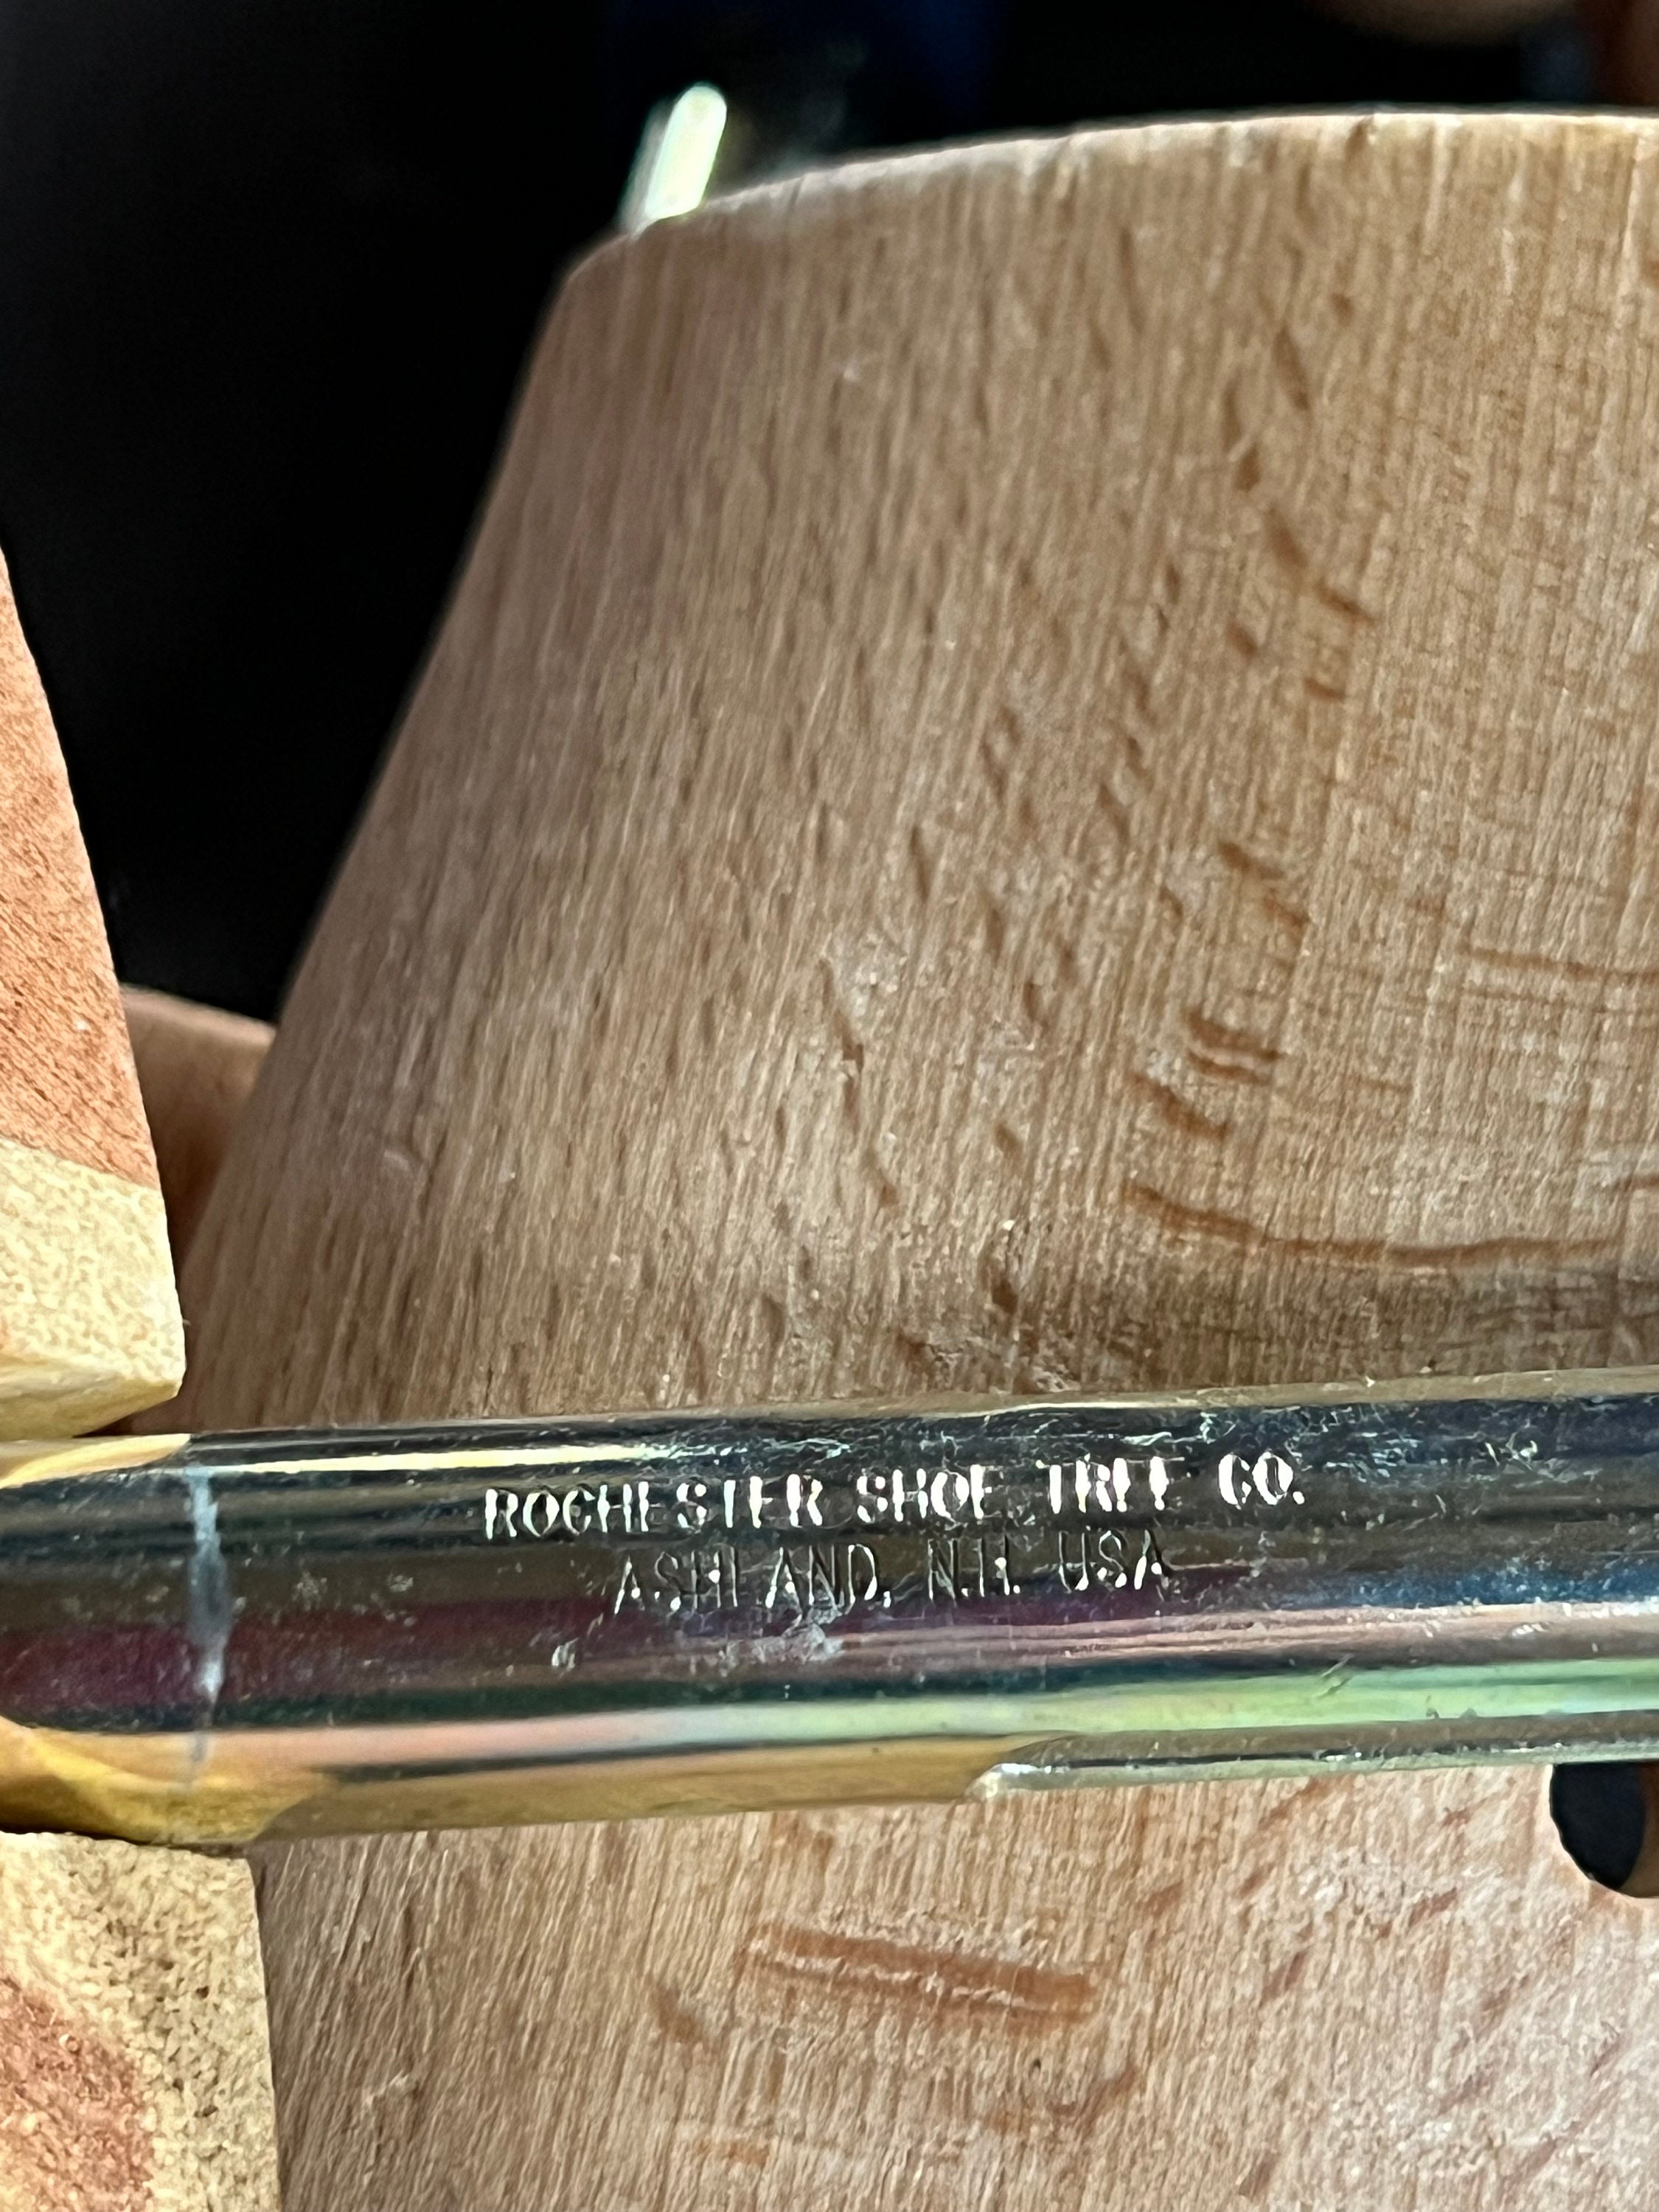 ROCHESTER SHOE TREE CO.
ASHLAND, N.H. USA